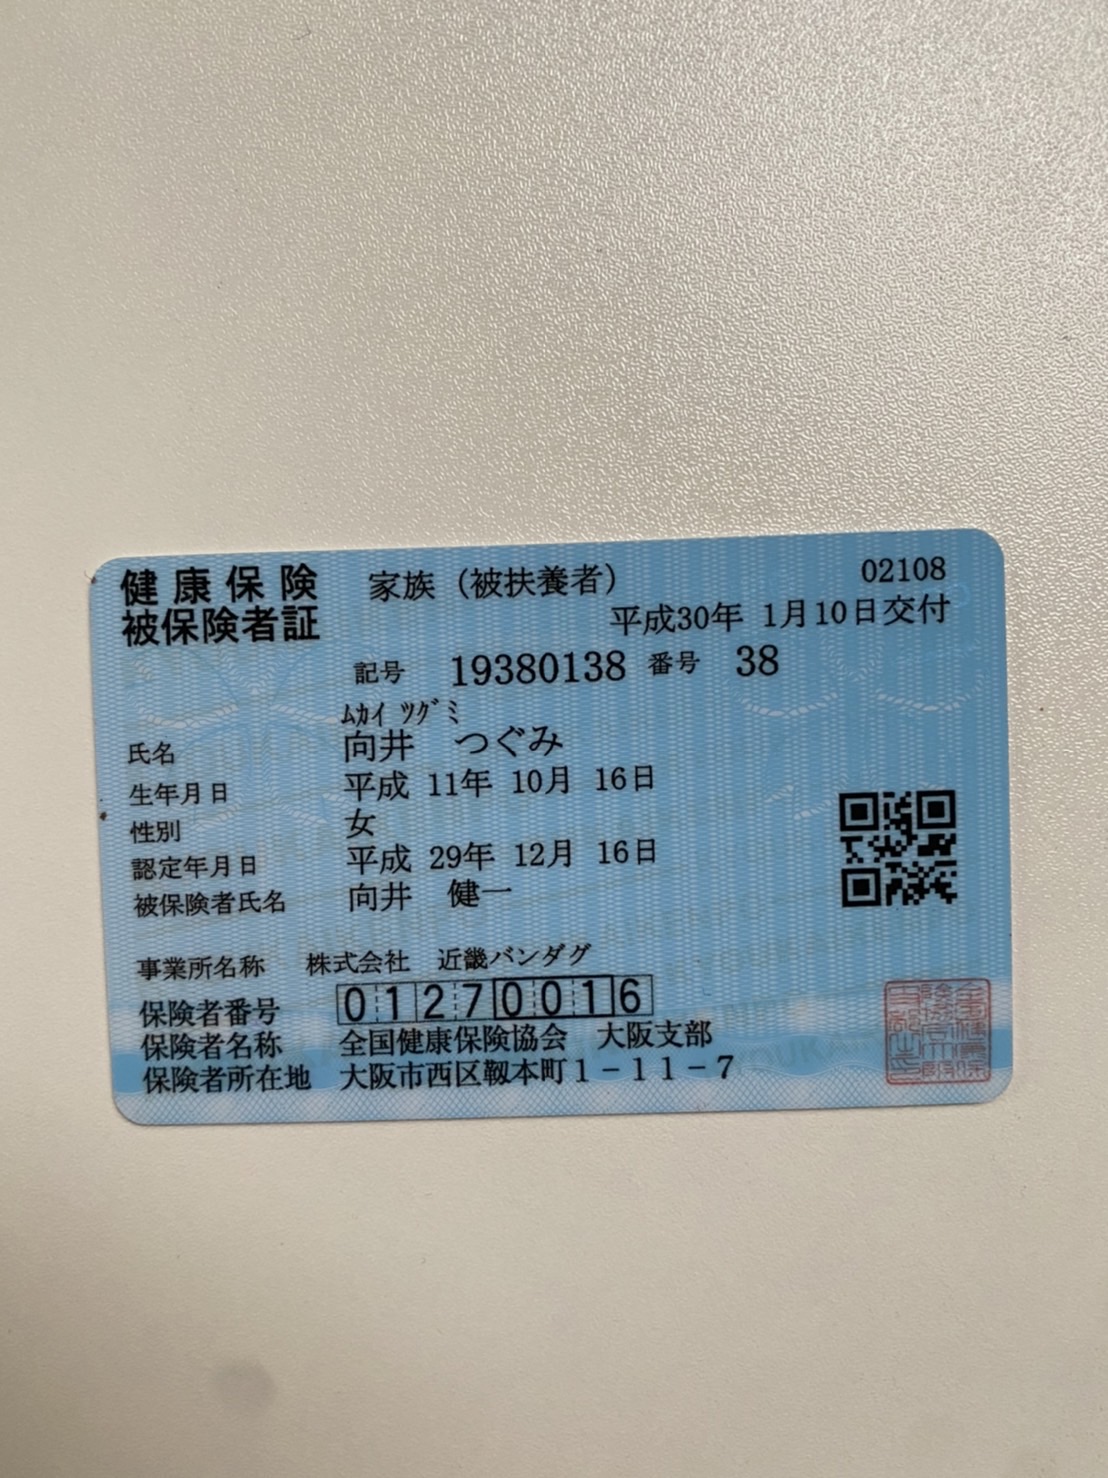 健康保険 家族（被扶養者） 02108
被保険者証 平成30年 1月10日交付
記号 19380138 番号 38
ﾑｶｲ ﾂｸﾞﾐ
氏名 向井 つぐみ
生年月日 平成 11年 10月 16日
性別 女
認定年月日 平成 29年 12月 16日
被保険者氏名 向井 健一
事業所名称 株式会社 近畿バンダグ
保険者番号 01270016
保険者名称 全国健康保険協会 大阪支部
保険者所在地 大阪市西区靱本町1－11－7